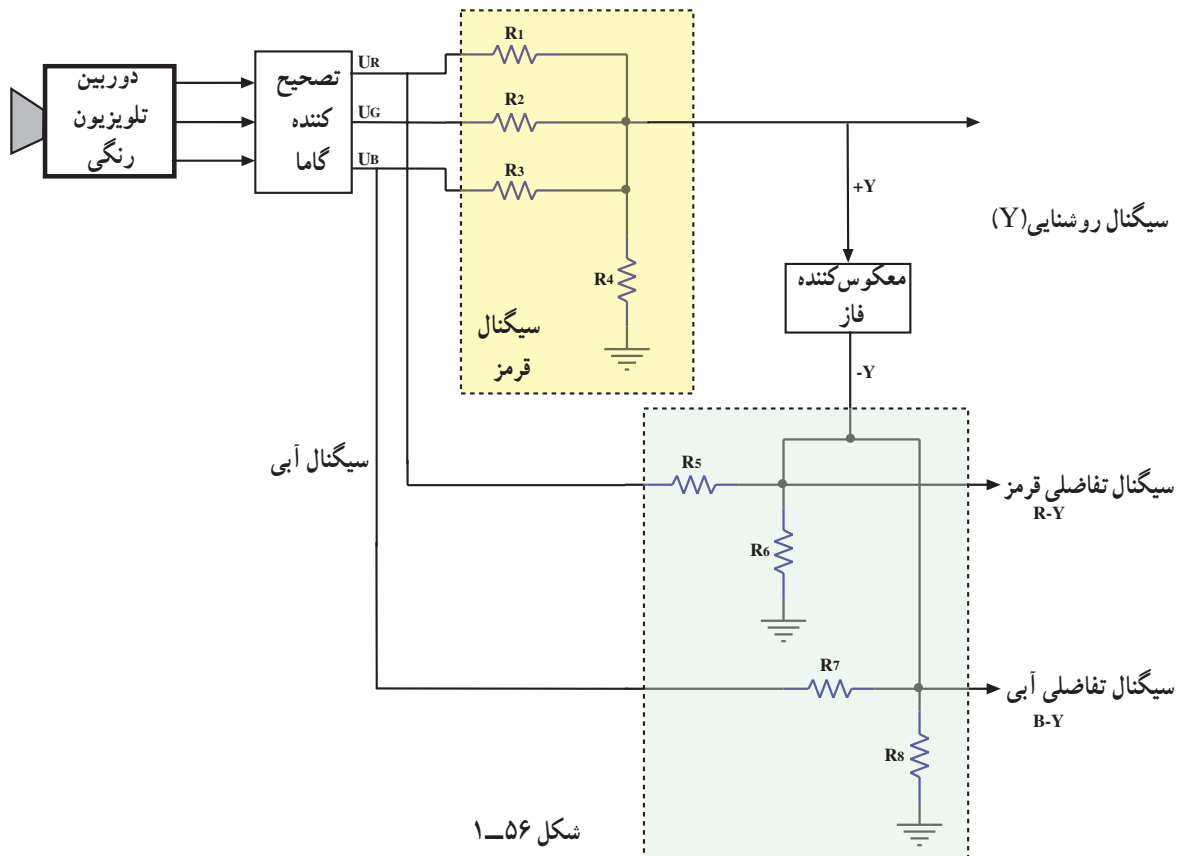 دوربین
تلویزیون
رنگی
تصحیح
کننده
گاما
UR
UG
UB
R1
R2
R3
R4
سیگنال
قرمز
+Y
سیگنال روشنایی(Y)
معکوس‌کننده
فاز
-Y
سیگنال آبی
R5
R6
سیگنال تفاضلی قرمز
R-Y
R7
R8
سیگنال تفاضلی آبی
B-Y
شکل ۵۶ــ۱